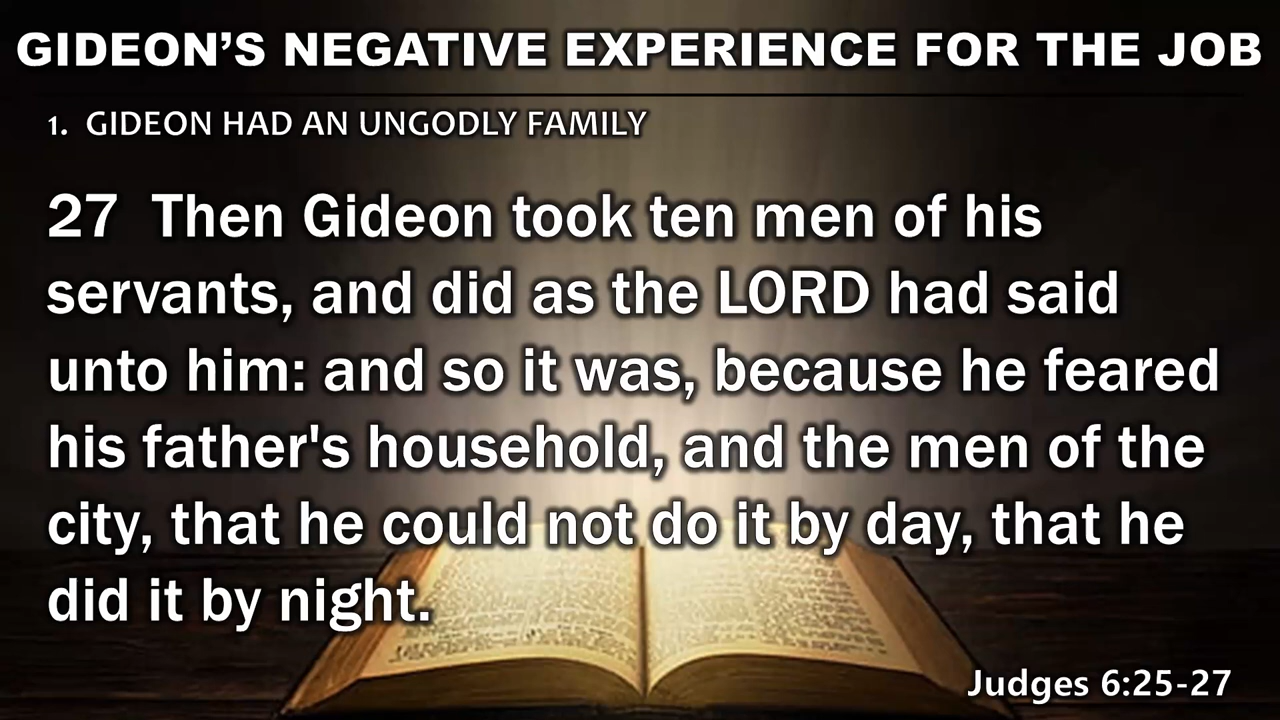 GIDEON’S NEGATIVE EXPERIENCE FOR THE JOB
1. GIDEON HAD AN UNGODLY FAMILY
27 Then Gideon took ten men of his
servants, and did as the LORD had said
unto him: and so it was, because he feared
his father's household, and the men of the
city, that he could not do it by day, that he
did it by night.
Judges 6:25-27